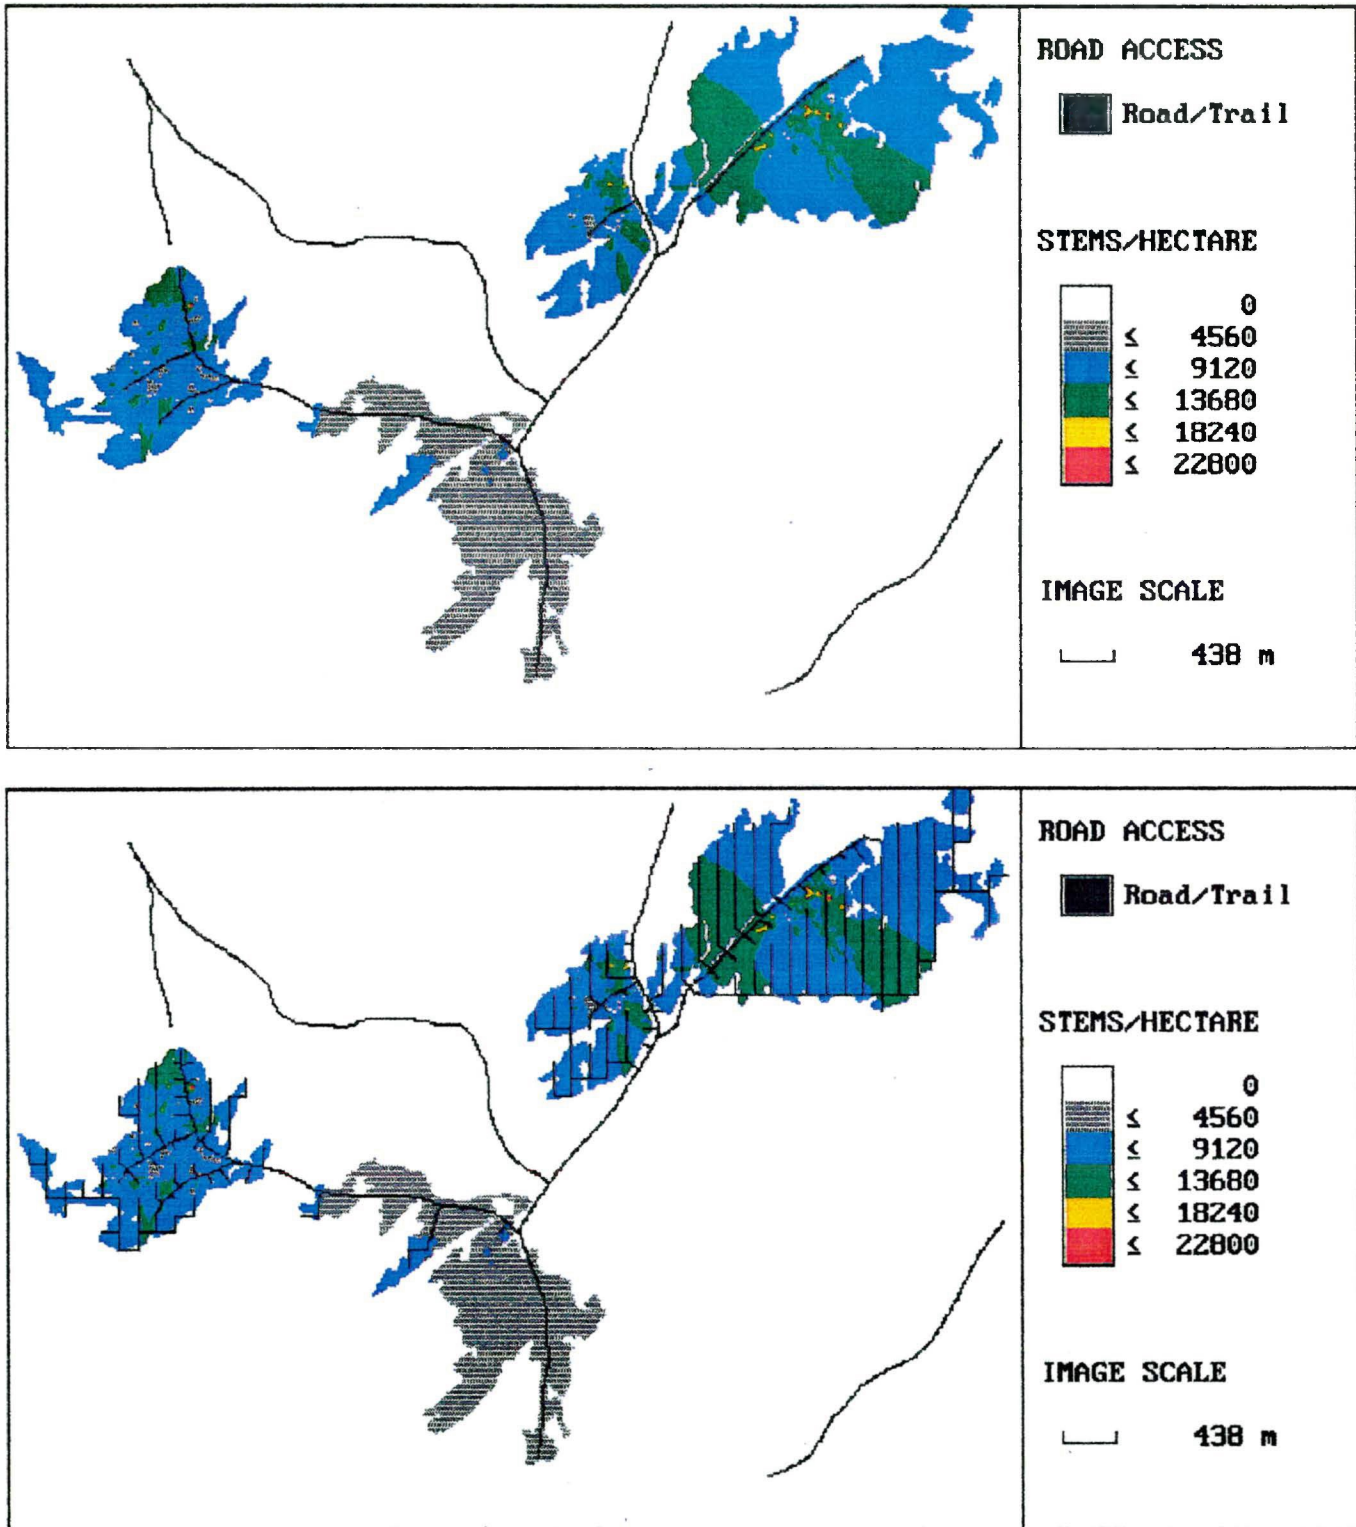 ROAD ACCESS
Road/Trail
STEMS/HECTARE
0
≤ 4560
≤ 9120
≤ 13680
≤ 18240
≤ 22800
IMAGE SCALE
438 m
ROAD ACCESS
Road/Trail
STEMS/HECTARE
0
≤ 4560
≤ 9120
≤ 13680
≤ 18240
≤ 22800
IMAGE SCALE
438 m